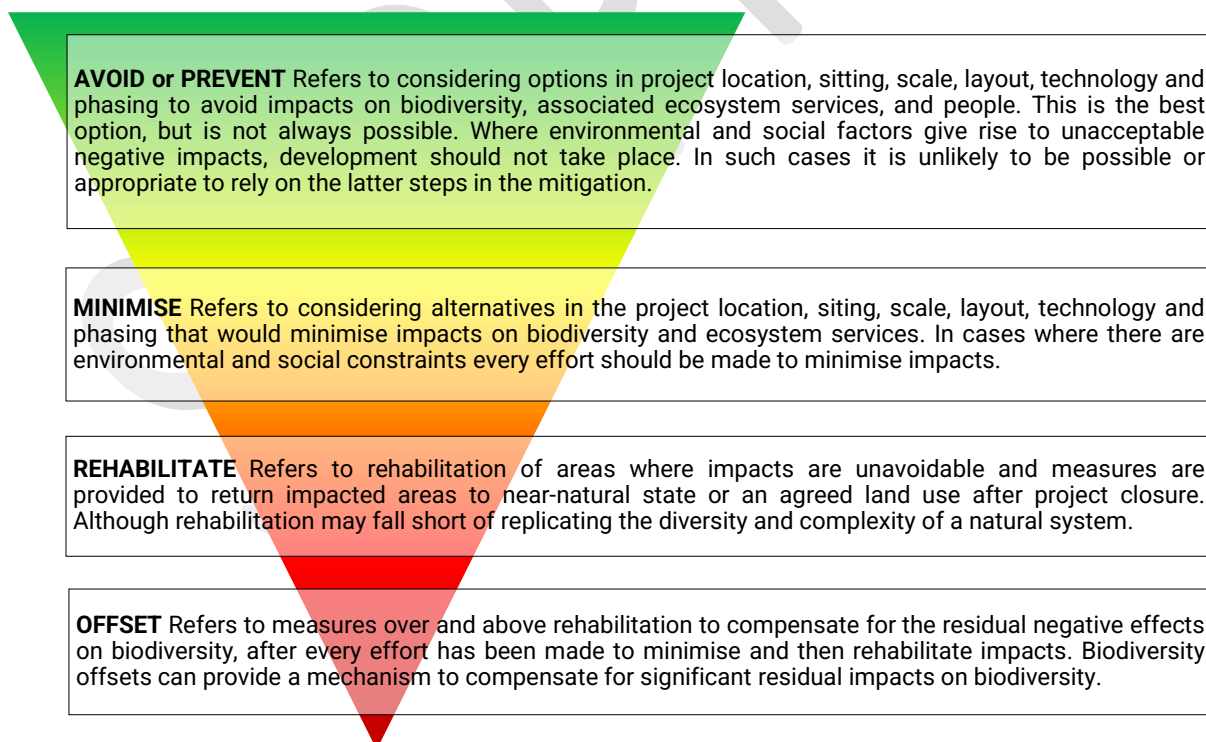 AVOID or PREVENT Refers to considering options in project location, sitting, scale, layout, technology and
phasing to avoid impacts on biodiversity, associated ecosystem services, and people. This is the best
option, but is not always possible. Where environmental and social factors give rise to unacceptable
negative impacts, development should not take place. In such cases it is unlikely to be possible or
appropriate to rely on the latter steps in the mitigation.
MINIMISE Refers to considering alternatives in the project location, siting, scale, layout, technology and
phasing that would minimise impacts on biodiversity and ecosystem services. In cases where there are
environmental and social constraints every effort should be made to minimise impacts.
REHABILITATE Refers to rehabilitation of areas where impacts are unavoidable and measures are
provided to return impacted areas to near-natural state or an agreed land use after project closure.
Although rehabilitation may fall short of replicating the diversity and complexity of a natural system.
OFFSET Refers to measures over and above rehabilitation to compensate for the residual negative effects
on biodiversity, after every effort has been made to minimise and then rehabilitate impacts. Biodiversity
offsets can provide a mechanism to compensate for significant residual impacts on biodiversity.